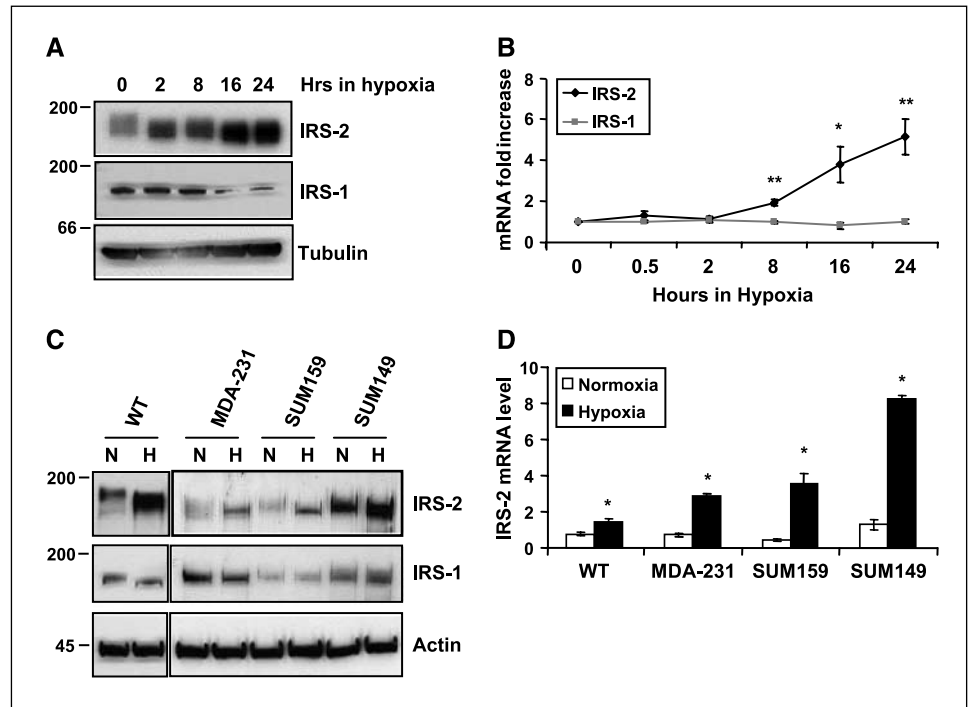 A
0 2 8 16 24 Hrs in hypoxia
200
IRS-2
200
IRS-1
66
Tubulin
B
8
6
4
2
0
mRNA fold increase
IRS-2
IRS-1
**
*
**
0 0.5 2 8 16 24
Hours in Hypoxia
C
WT MDA-231 SUM159 SUM149
N H N H N H N H
200
IRS-2
200
IRS-1
45
Actin
D
10
8
6
4
2
0
IRS-2 mRNA level
Normoxia
Hypoxia
*
*
*
*
WT MDA-231 SUM159 SUM149